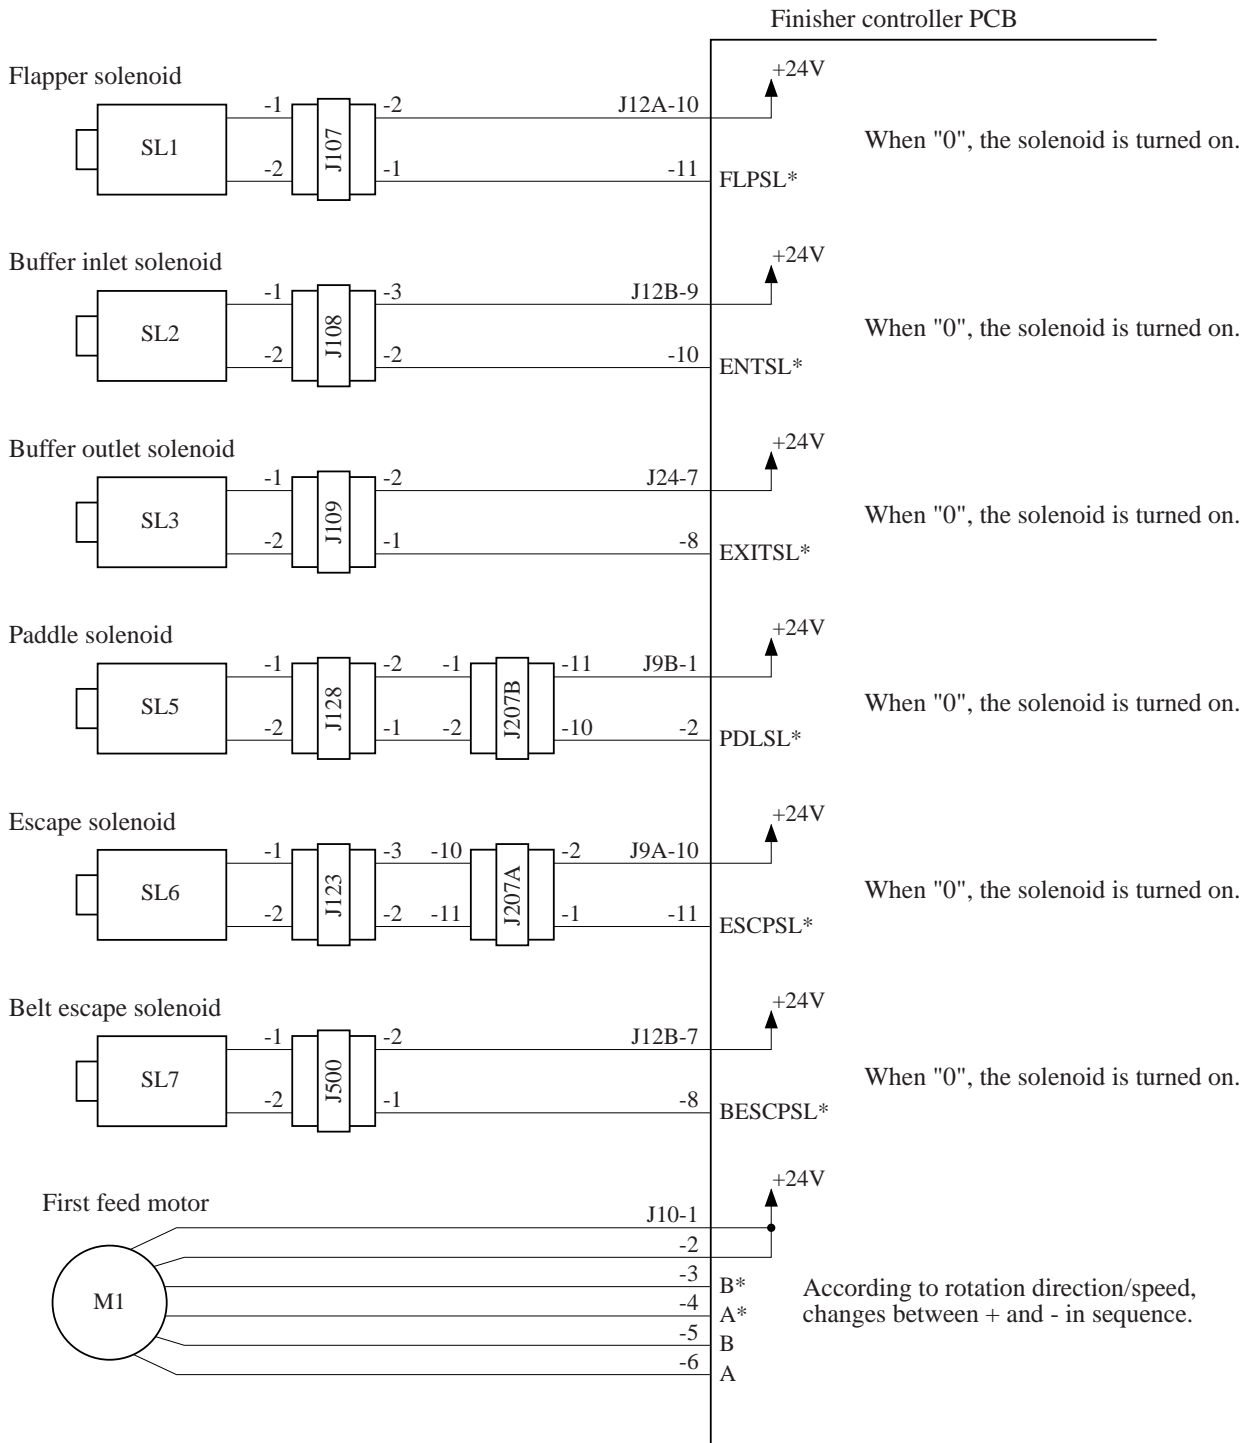 Finisher controller PCB
Flapper solenoid
+24V
-1 -2 J12A-10
SL1 J107
When "0", the solenoid is turned on.
-2 -1 -11 FLPSL*
Buffer inlet solenoid
+24V
-1 -3 J12B-9
SL2 J108
When "0", the solenoid is turned on.
-2 -2 -10 ENTSL*
Buffer outlet solenoid
+24V
-1 -2 J24-7
SL3 J109
When "0", the solenoid is turned on.
-2 -1 -8 EXITSL*
Paddle solenoid
+24V
-1 -2 -1 -11 J9B-1
SL5 J128 J207B
When "0", the solenoid is turned on.
-2 -1 -2 -10 -2 PDLSL*
Escape solenoid
+24V
-1 -3 -10 -2 J9A-10
SL6 J123 J207A
When "0", the solenoid is turned on.
-2 -2 -11 -1 -11 ESCPSL*
Belt escape solenoid
+24V
-1 -2 J12B-7
SL7 J500
When "0", the solenoid is turned on.
-2 -1 -8 BESCPSL*
+24V
First feed motor
J10-1
-2
-3 B*
M1
-4 A*
-5 B
-6 A
According to rotation direction/speed,
changes between + and - in sequence.